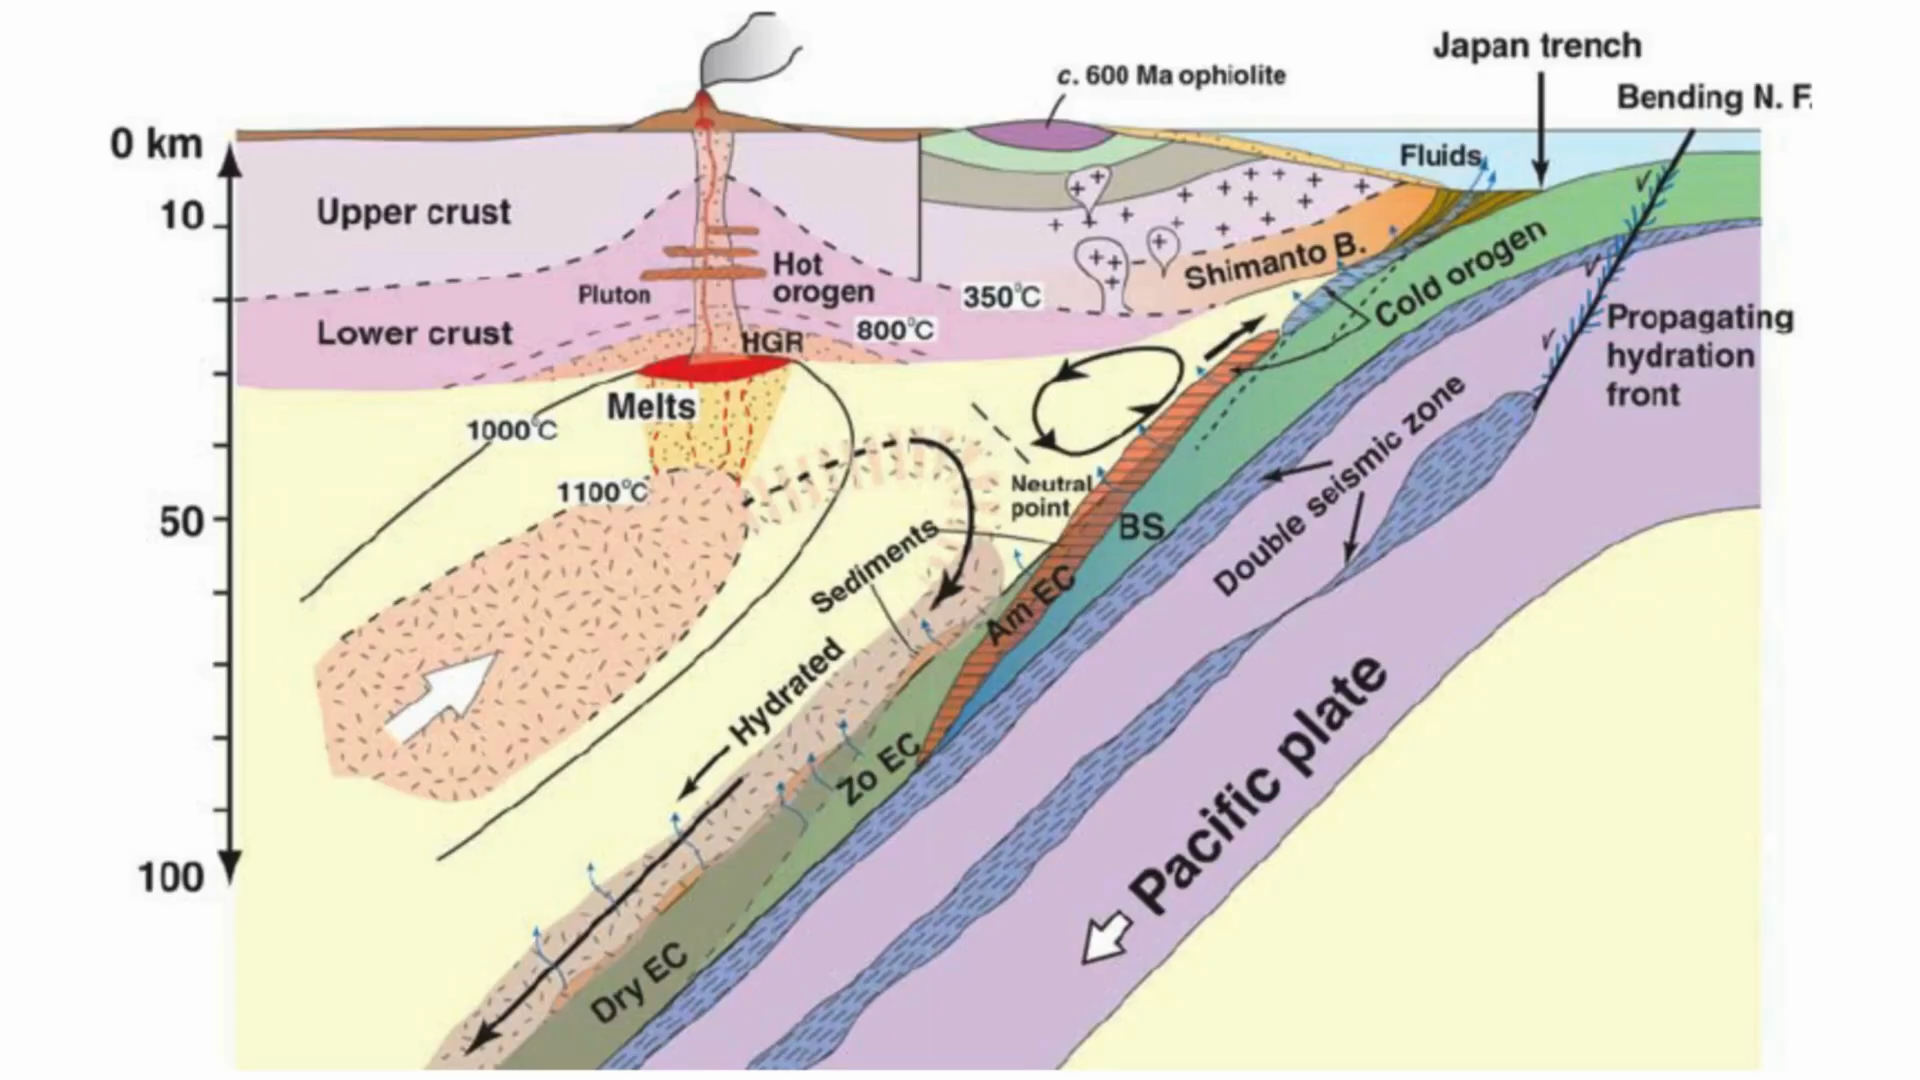 Japan trench
c. 600 Ma ophiolite
Bending N. F.
0 km
Fluids
10
Upper crust
Shimanto B.
Cold orogen
Hot
orogen
Pluton
350°C
Lower crust
800°C
HGR
Propagating
hydration
front
Melts
1000°C
1100°C
Neutral
point
50
BS
Double seismic zone
Sediments
Am EC
Hydrated
Zo EC
Pacific plate
100
Dry EC